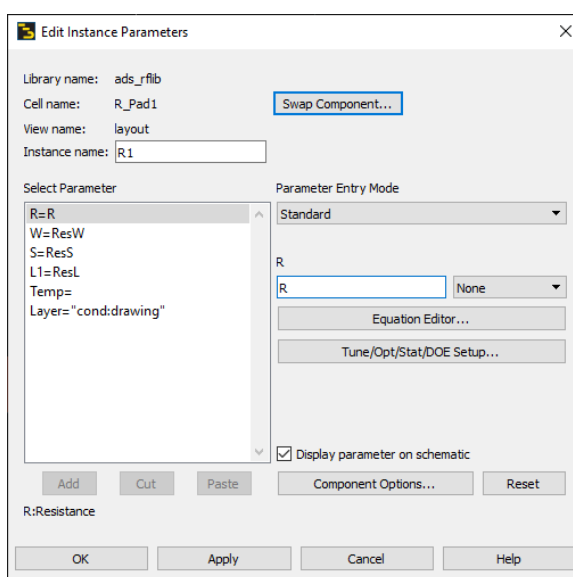 Edit Instance Parameters
Library name: ads_rflib
Cell name: R_Pad1
Swap Component...
View name: layout
Instance name: R1
Select Parameter
Parameter Entry Mode
R=R
Standard
W=ResW
S=ResS
R
L1=ResL
R
None
Temp=
Layer="cond:drawing"
Equation Editor...
Tune/Opt/Stat/DOE Setup...
Display parameter on schematic
Add
Cut
Paste
Component Options...
Reset
R:Resistance
OK
Apply
Cancel
Help